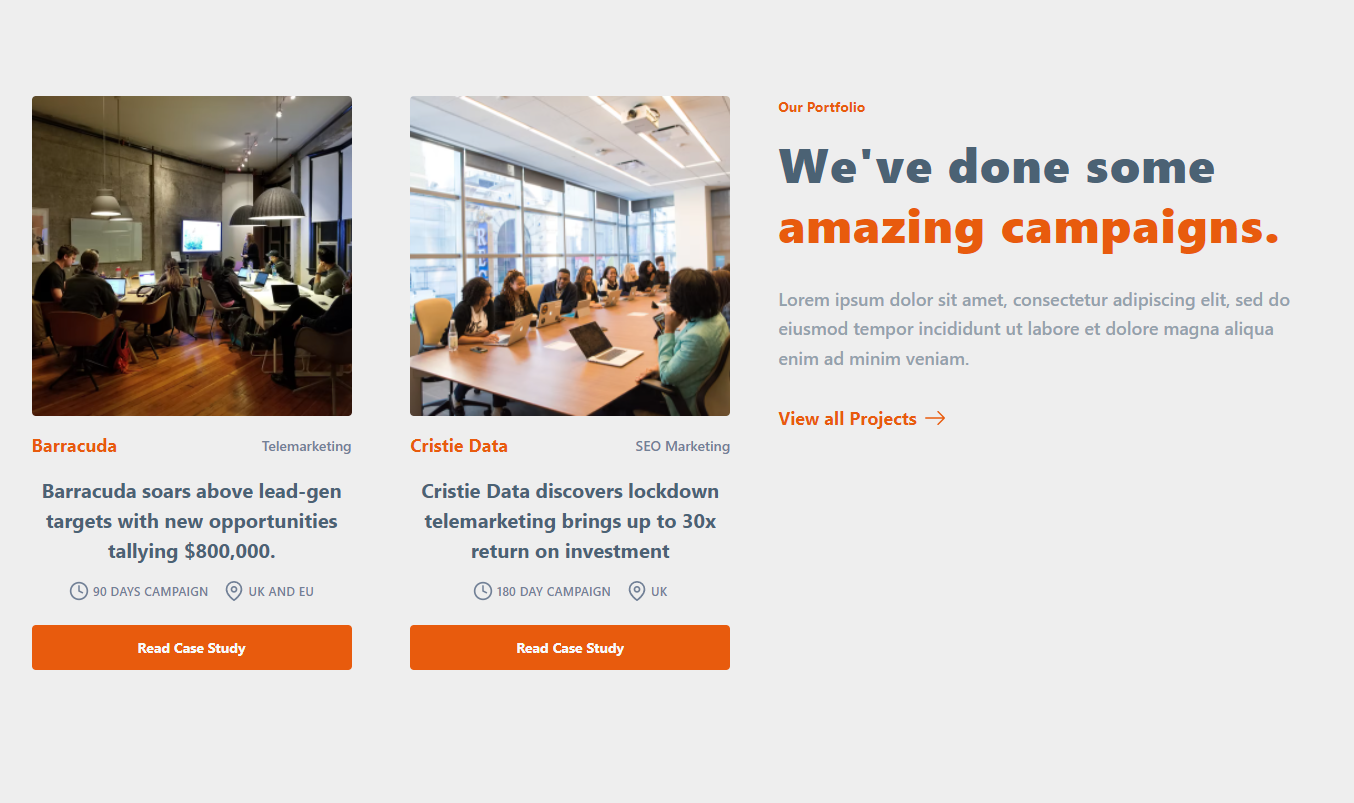 Barracuda
Telemarketing
Barracuda soars above lead-gen
targets with new opportunities
tallying $800,000.
90 DAYS CAMPAIGN
UK AND EU
Read Case Study
Cristie Data
SEO Marketing
Cristie Data discovers lockdown
telemarketing brings up to 30x
return on investment
180 DAY CAMPAIGN
UK
Read Case Study
Our Portfolio
We've done some
amazing campaigns.
Lorem ipsum dolor sit amet, consectetur adipiscing elit, sed do
eiusmod tempor incididunt ut labore et dolore magna aliqua
enim ad minim veniam.
View all Projects